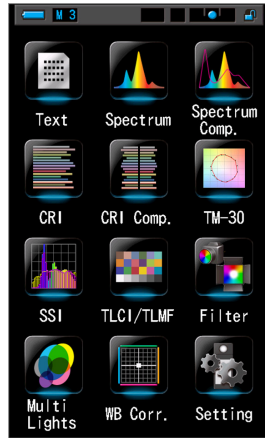 M 3
Text
Spectrum
Spectrum
Comp.
CRI
CRI Comp.
TM-30
SSI
TLCI/TLMF
Filter
Multi
Lights
WB Corr.
Setting